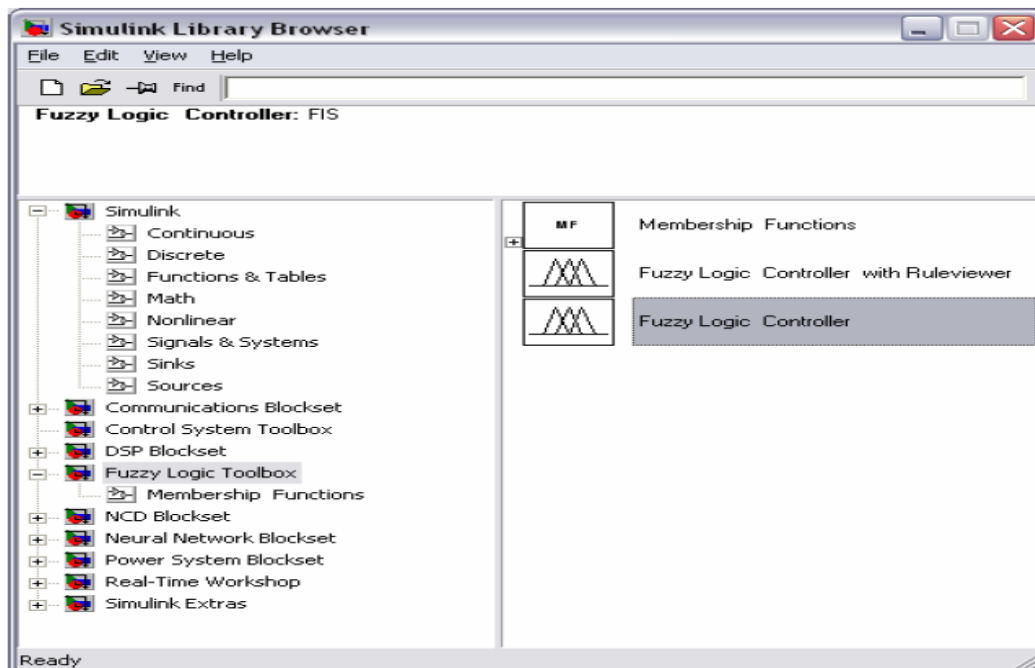 Simulink Library Browser
File Edit View Help
Find
Fuzzy Logic Controller: FIS
Simulink
Continuous
Discrete
Functions & Tables
Math
Nonlinear
Signals & Systems
Sinks
Sources
Communications Blockset
Control System Toolbox
DSP Blockset
Fuzzy Logic Toolbox
Membership Functions
NCD Blockset
Neural Network Blockset
Power System Blockset
Real-Time Workshop
Simulink Extras
MF Membership Functions
Fuzzy Logic Controller with Ruleviewer
Fuzzy Logic Controller
Ready